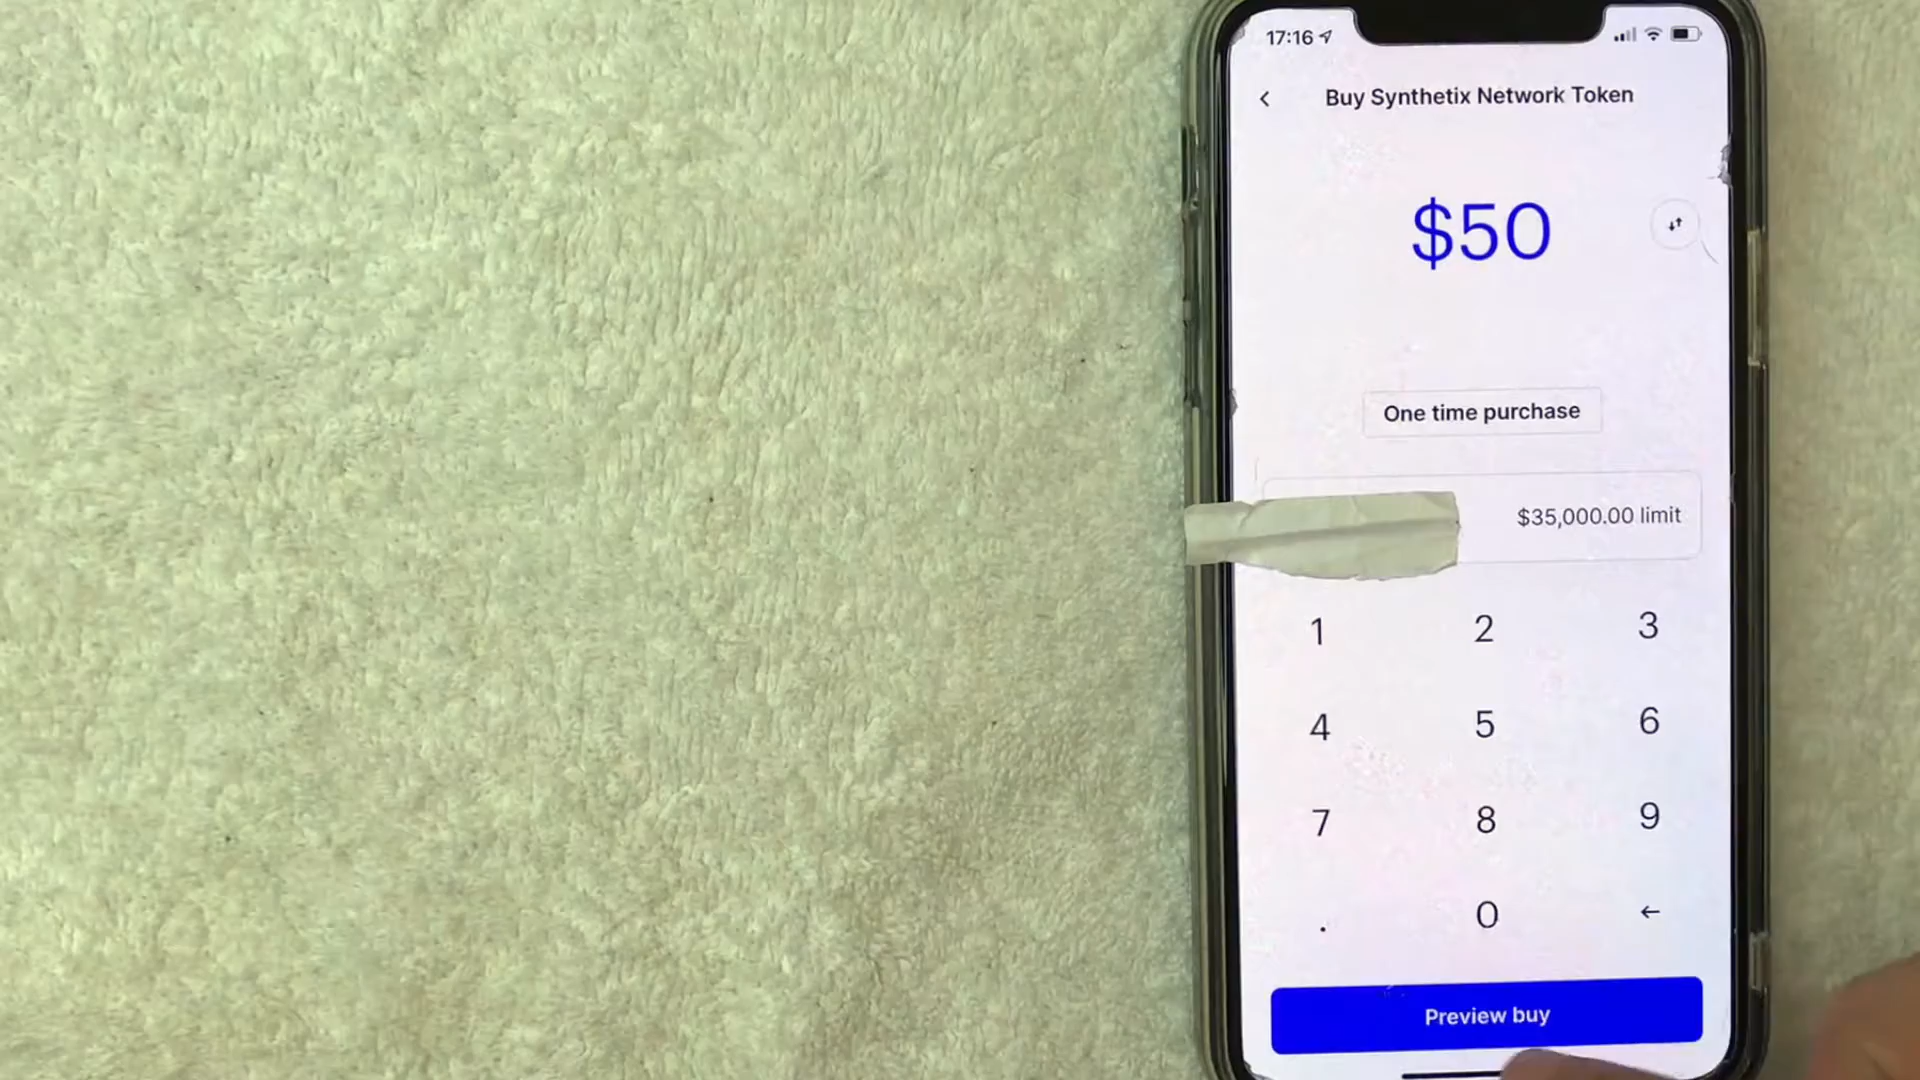 17:16
Buy Synthetix Network Token
$50
One time purchase
$35,000.00 limit
1 2 3
4 5 6
7 8 9
. 0 ←
Preview buy